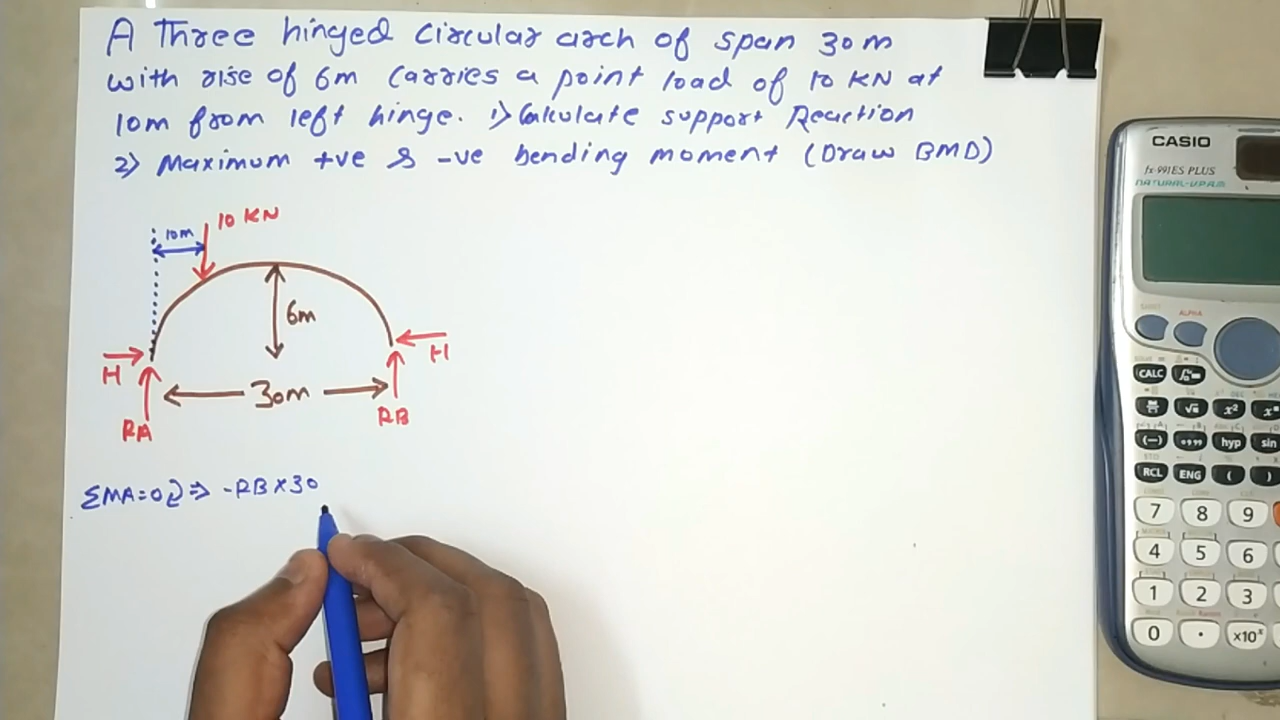 A Three hinged circular arch of span 30m
with rise of 6m carries a point load of 10 KN at
10m from left hinge. 1) Calculate support Reaction
2) Maximum +ve & -ve bending moment (Draw BMD)
10 KN
10m
6m
H
H
30m
RA
RB
ΣMA=0⤸ ⇒ -RB×30
CASIO
fx-991ES PLUS
NATURAL-V.P.A.M.
SHIFT
ALPHA
CALC
hyp
sin
RCL
ENG
(
)
7
8
9
4
5
6
1
2
3
0
·
×10ˣ